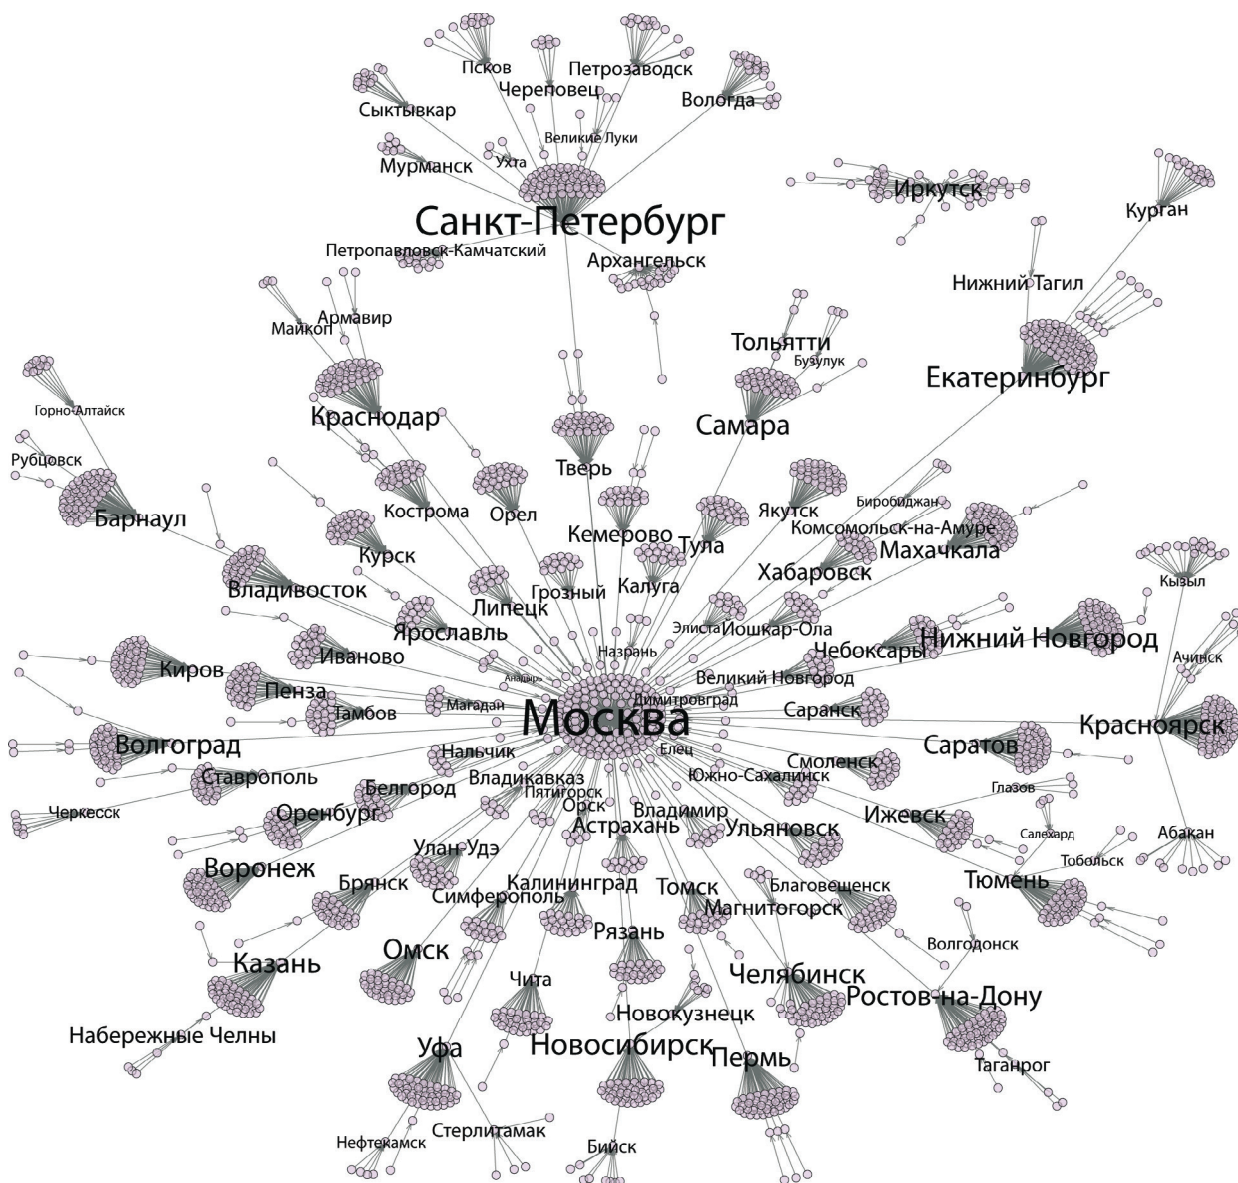 Псков
Череповец
Петрозаводск
Вологда
Сыктывкар
Великие Луки
Мурманск
Ухта
Иркутск
Курган
Санкт-Петербург
Петропавловск-Камчатский
Архангельск
Нижний Тагил
Майкоп
Армавир
Тольятти
Бузулук
Екатеринбург
Горно-Алтайск
Краснодар
Самара
Рубцовск
Тверь
Барнаул
Кострома
Орел
Кемерово
Якутск
Биробиджан
Комсомольск-на-Амуре
Курск
Тула
Махачкала
Владивосток
Липецк
Грозный
Калуга
Хабаровск
Кызыл
Ярославль
Элиста
Йошкар-Ола
Чебоксары
Нижний Новгород
Иваново
Назрань
Ачинск
Киров
Пенза
Анадырь
Великий Новгород
Тамбов
Магадан
Димитровград
Саранск
Москва
Красноярск
Волгоград
Нальчик
Елец
Саратов
Ставрополь
Владикавказ
Южно-Сахалинск
Смоленск
Белгород
Пятигорск
Глазов
Черкесск
Оренбург
Орск
Владимир
Ижевск
Астрахань
Ульяновск
Салехард
Абакан
Улан-Удэ
Тобольск
Воронеж
Брянск
Калининград
Томск
Благовещенск
Тюмень
Симферополь
Магнитогорск
Рязань
Омск
Волгодонск
Казань
Чита
Челябинск
Ростов-на-Дону
Набережные Челны
Новокузнецк
Уфа
Новосибирск
Пермь
Таганрог
Нефтекамск
Стерлитамак
Бийск